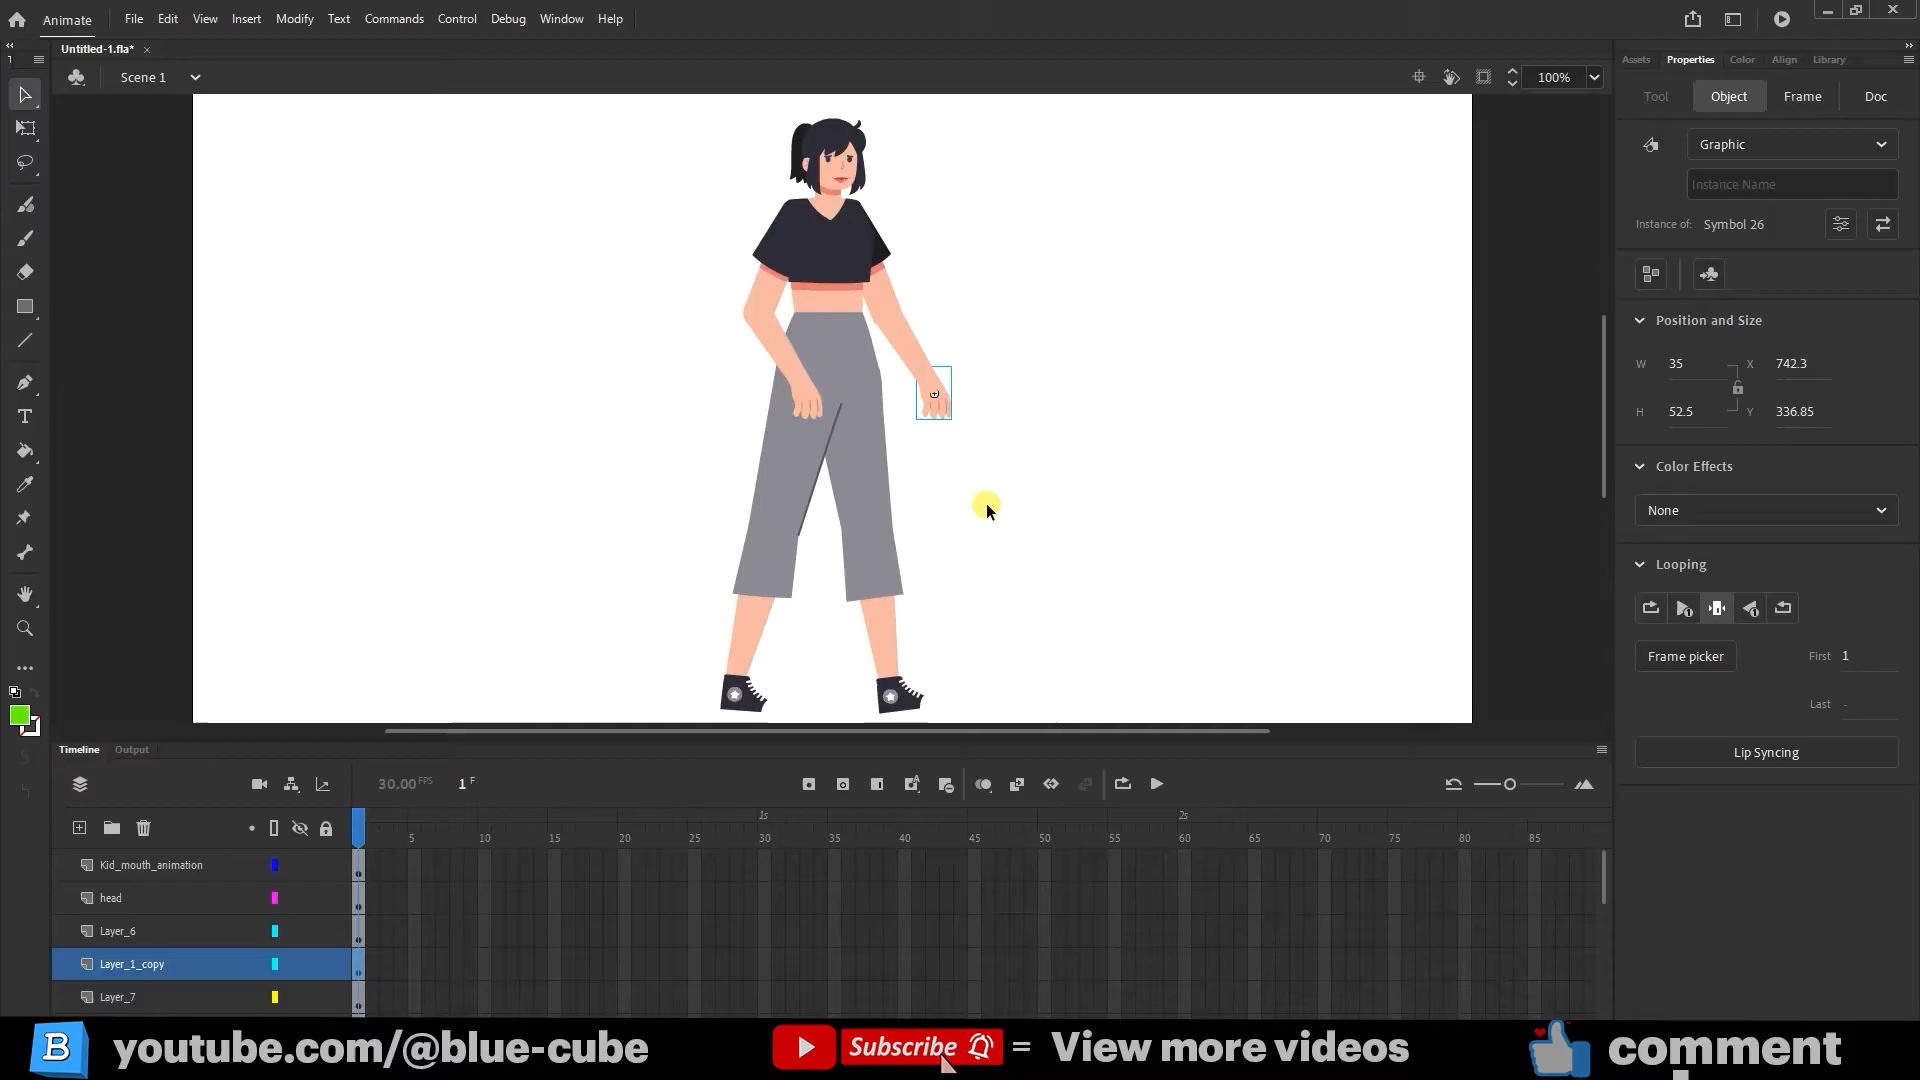 Animate
File Edit View Insert Modify Text Commands Control Debug Window Help
Untitled-1.fla*
Scene 1
100%
Assets Properties Color Align Library
Tool Object Frame Doc
Graphic
Instance Name
Instance of: Symbol 26
Position and Size
W 35 X 742.3
H 52.5 Y 336.85
Color Effects
None
Looping
Frame picker First 1
Last -
Lip Syncing
Timeline Output
30.00 FPS 1 F
1s 2s
5 10 15 20 25 30 35 40 45 50 55 60 65 70 75 80 85
Kid_mouth_animation
head
Layer_6
Layer_1_copy
Layer_7
B youtube.com/@blue-cube Subscribe = View more videos comment